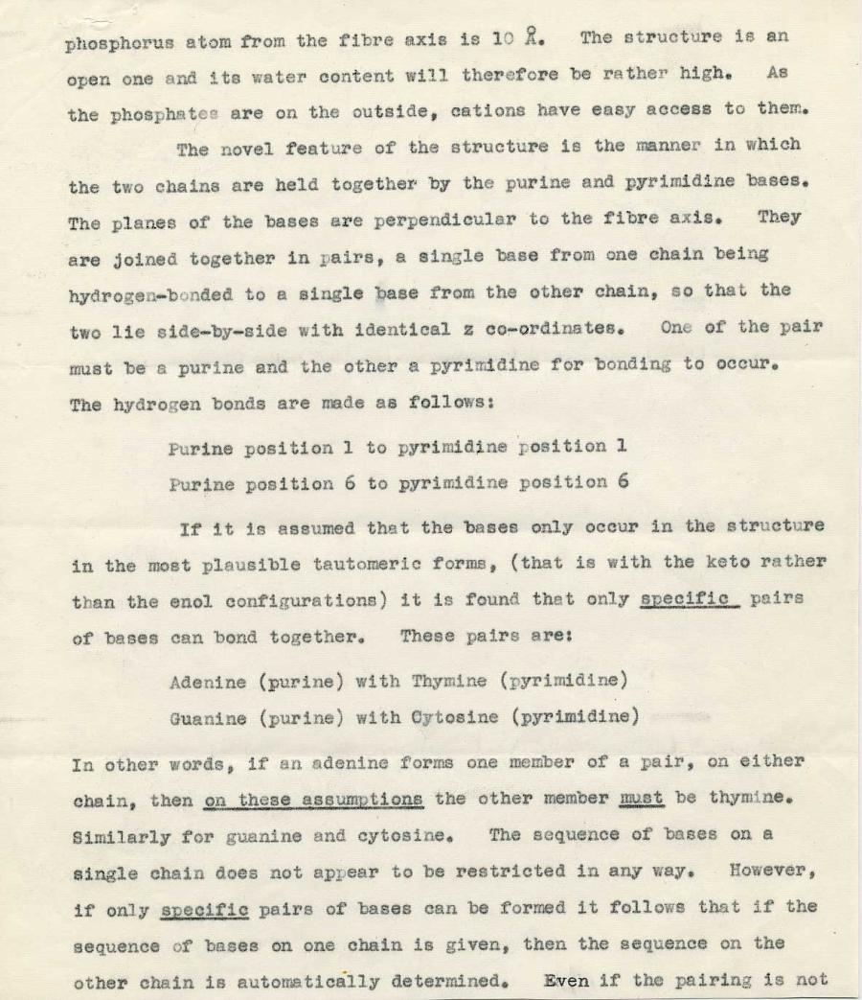 phosphorus atom from the fibre axis is 10 Å. The structure is an
open one and its water content will therefore be rather high. As
the phosphates are on the outside, cations have easy access to them.
The novel feature of the structure is the manner in which
the two chains are held together by the purine and pyrimidine bases.
The planes of the bases are perpendicular to the fibre axis. They
are joined together in pairs, a single base from one chain being
hydrogen-bonded to a single base from the other chain, so that the
two lie side-by-side with identical z co-ordinates. One of the pair
must be a purine and the other a pyrimidine for bonding to occur.
The hydrogen bonds are made as follows:
Purine position 1 to pyrimidine position 1
Purine position 6 to pyrimidine position 6
If it is assumed that the bases only occur in the structure
in the most plausible tautomeric forms, (that is with the keto rather
than the enol configurations) it is found that only specific pairs
of bases can bond together. These pairs are:
Adenine (purine) with Thymine (pyrimidine)
Guanine (purine) with Cytosine (pyrimidine)
In other words, if an adenine forms one member of a pair, on either
chain, then on these assumptions the other member must be thymine.
Similarly for guanine and cytosine. The sequence of bases on a
single chain does not appear to be restricted in any way. However,
if only specific pairs of bases can be formed it follows that if the
sequence of bases on one chain is given, then the sequence on the
other chain is automatically determined. Even if the pairing is not